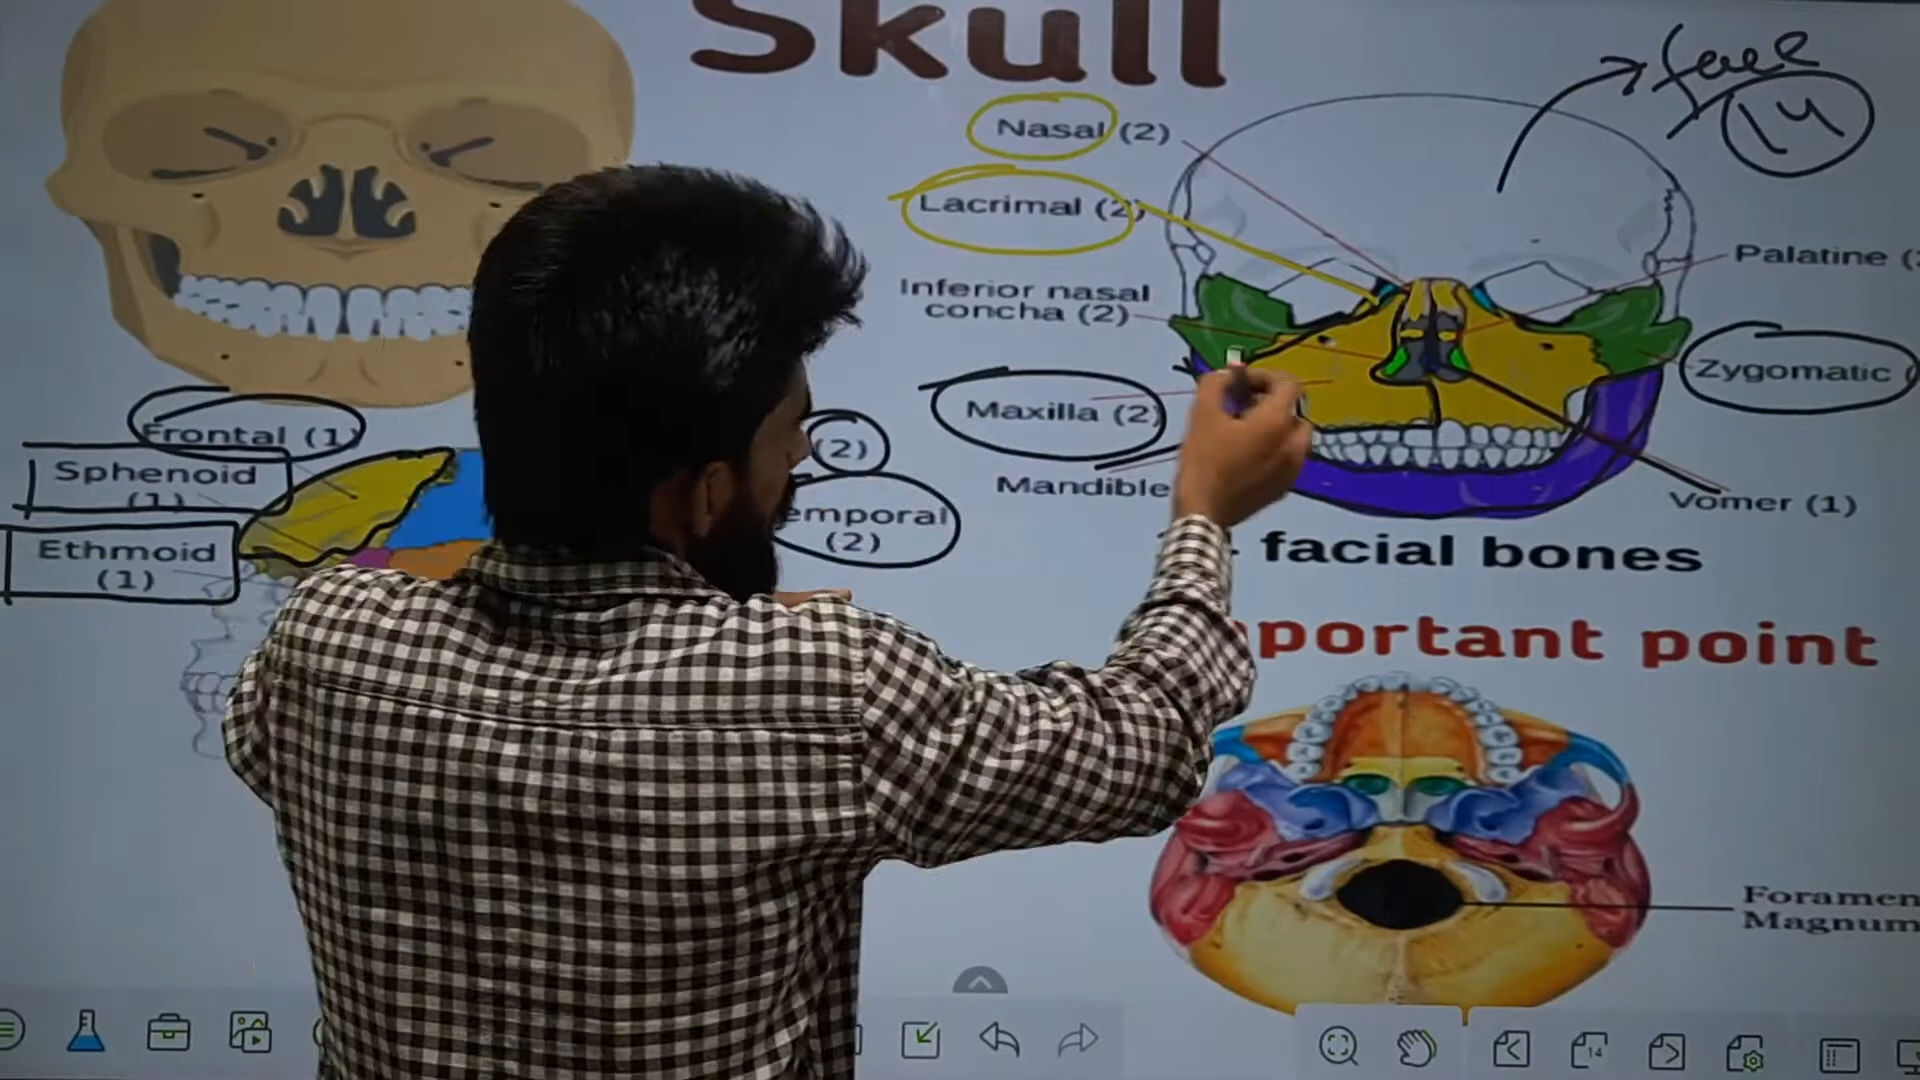 Skull
face
14
Nasal (2)
Lacrimal (2)
Inferior nasal
concha (2)
Maxilla (2)
Mandible
Palatine (
Zygomatic (
Vomer (1)
facial bones
Frontal (1)
Sphenoid
(1)
Ethmoid
(1)
(2)
emporal
(2)
portant point
Foramen
Magnum
14